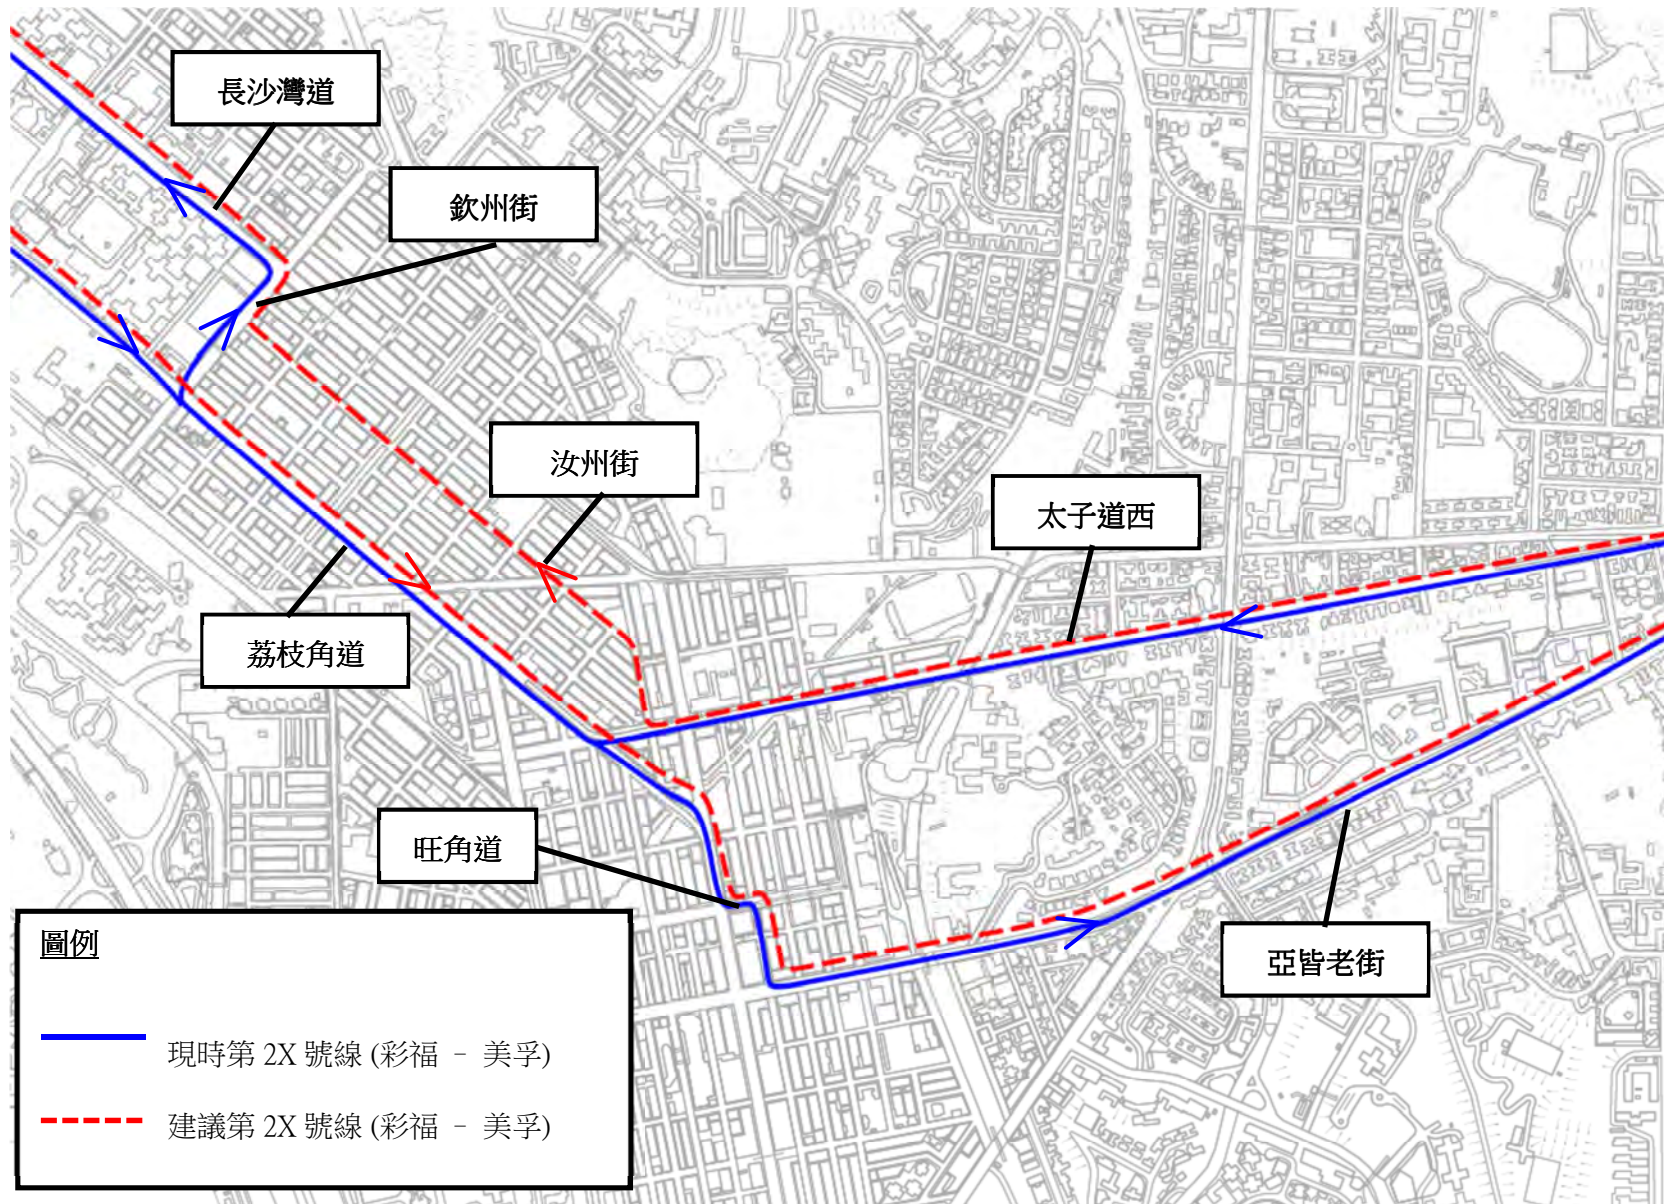 長沙灣道
欽州街
汝州街
太子道西
荔枝角道
旺角道
亞皆老街
圖例
現時第 2X 號線 (彩福 - 美孚)
建議第 2X 號線 (彩福 - 美孚)